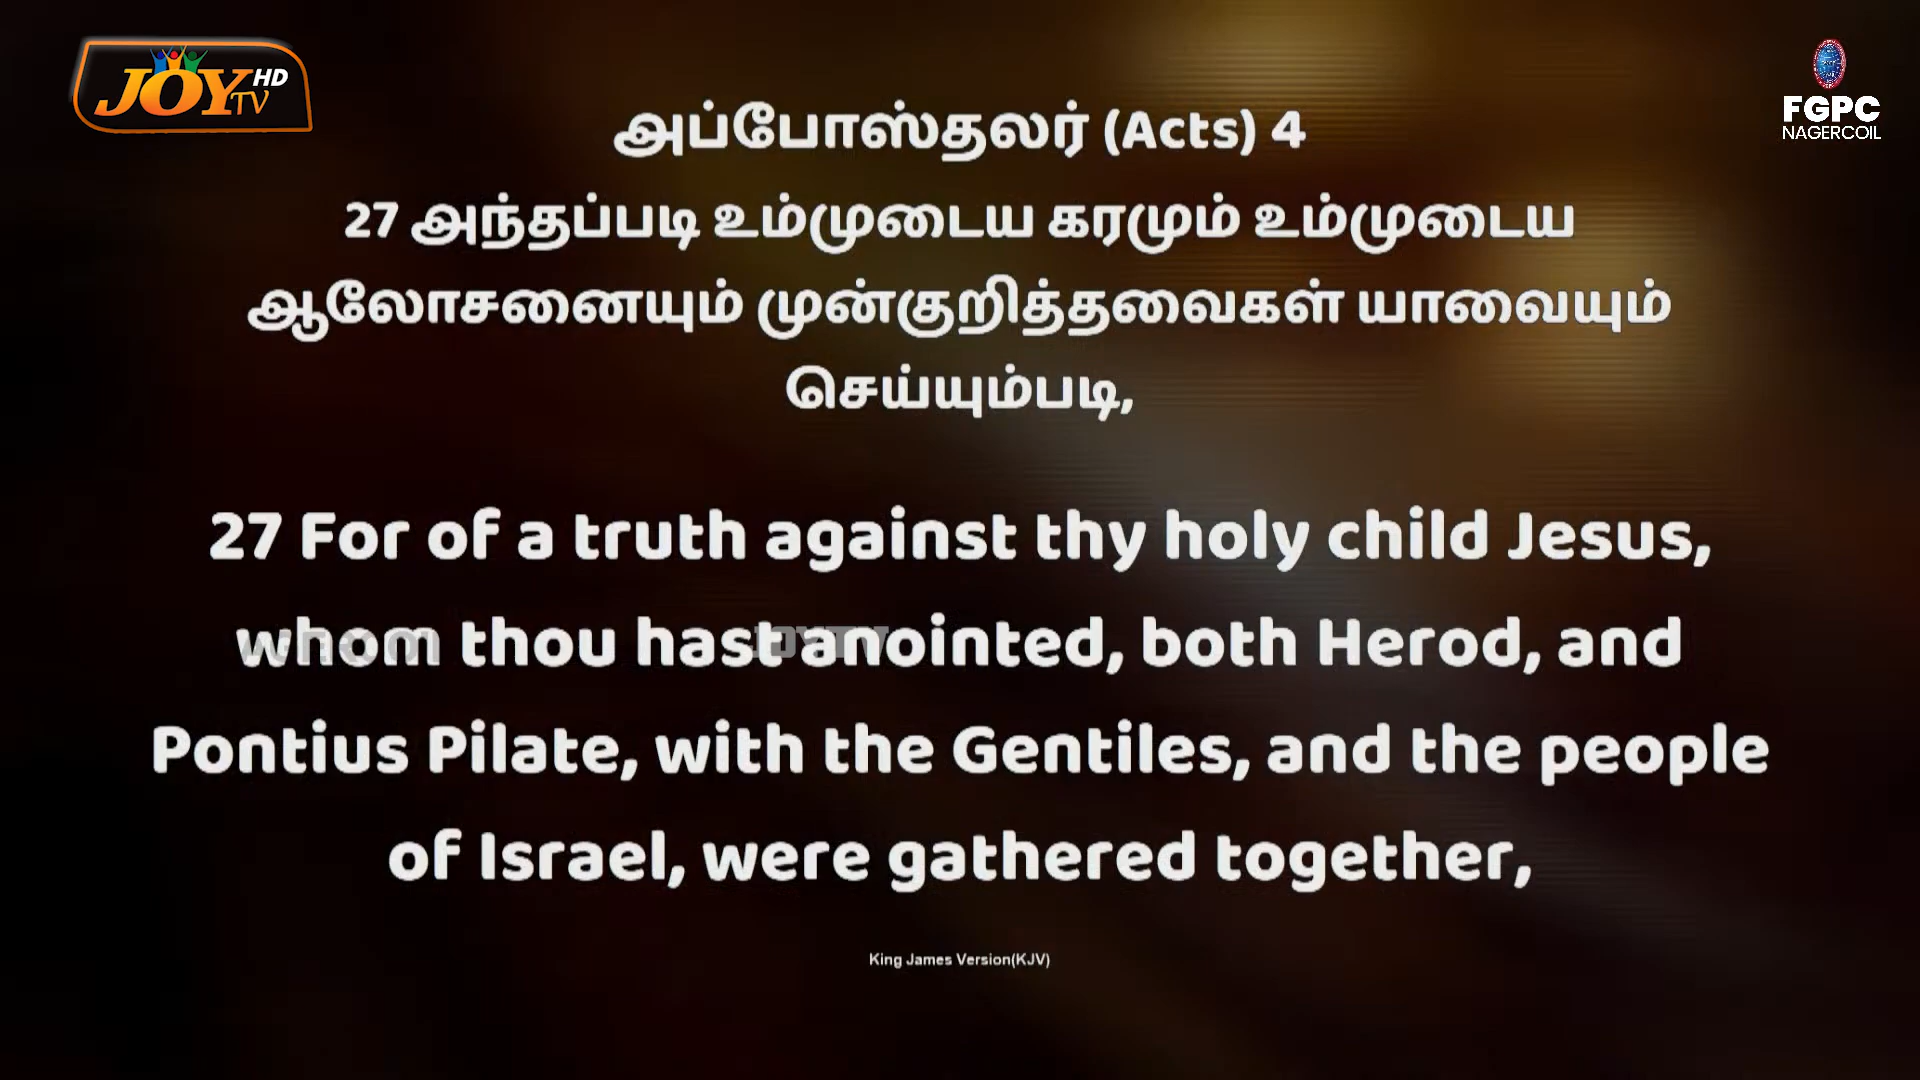 JOY TV HD
FGPC
NAGERCOIL
அப்போஸ்தலர் (Acts) 4
27 அந்தப்படி உம்முடைய கரமும் உம்முடைய
ஆலோசனையும் முன்குறித்தவைகள் யாவையும்
செய்யும்படி,
27 For of a truth against thy holy child Jesus,
whom thou hast anointed, both Herod, and
Pontius Pilate, with the Gentiles, and the people
of Israel, were gathered together,
JOYTV
King James Version(KJV)